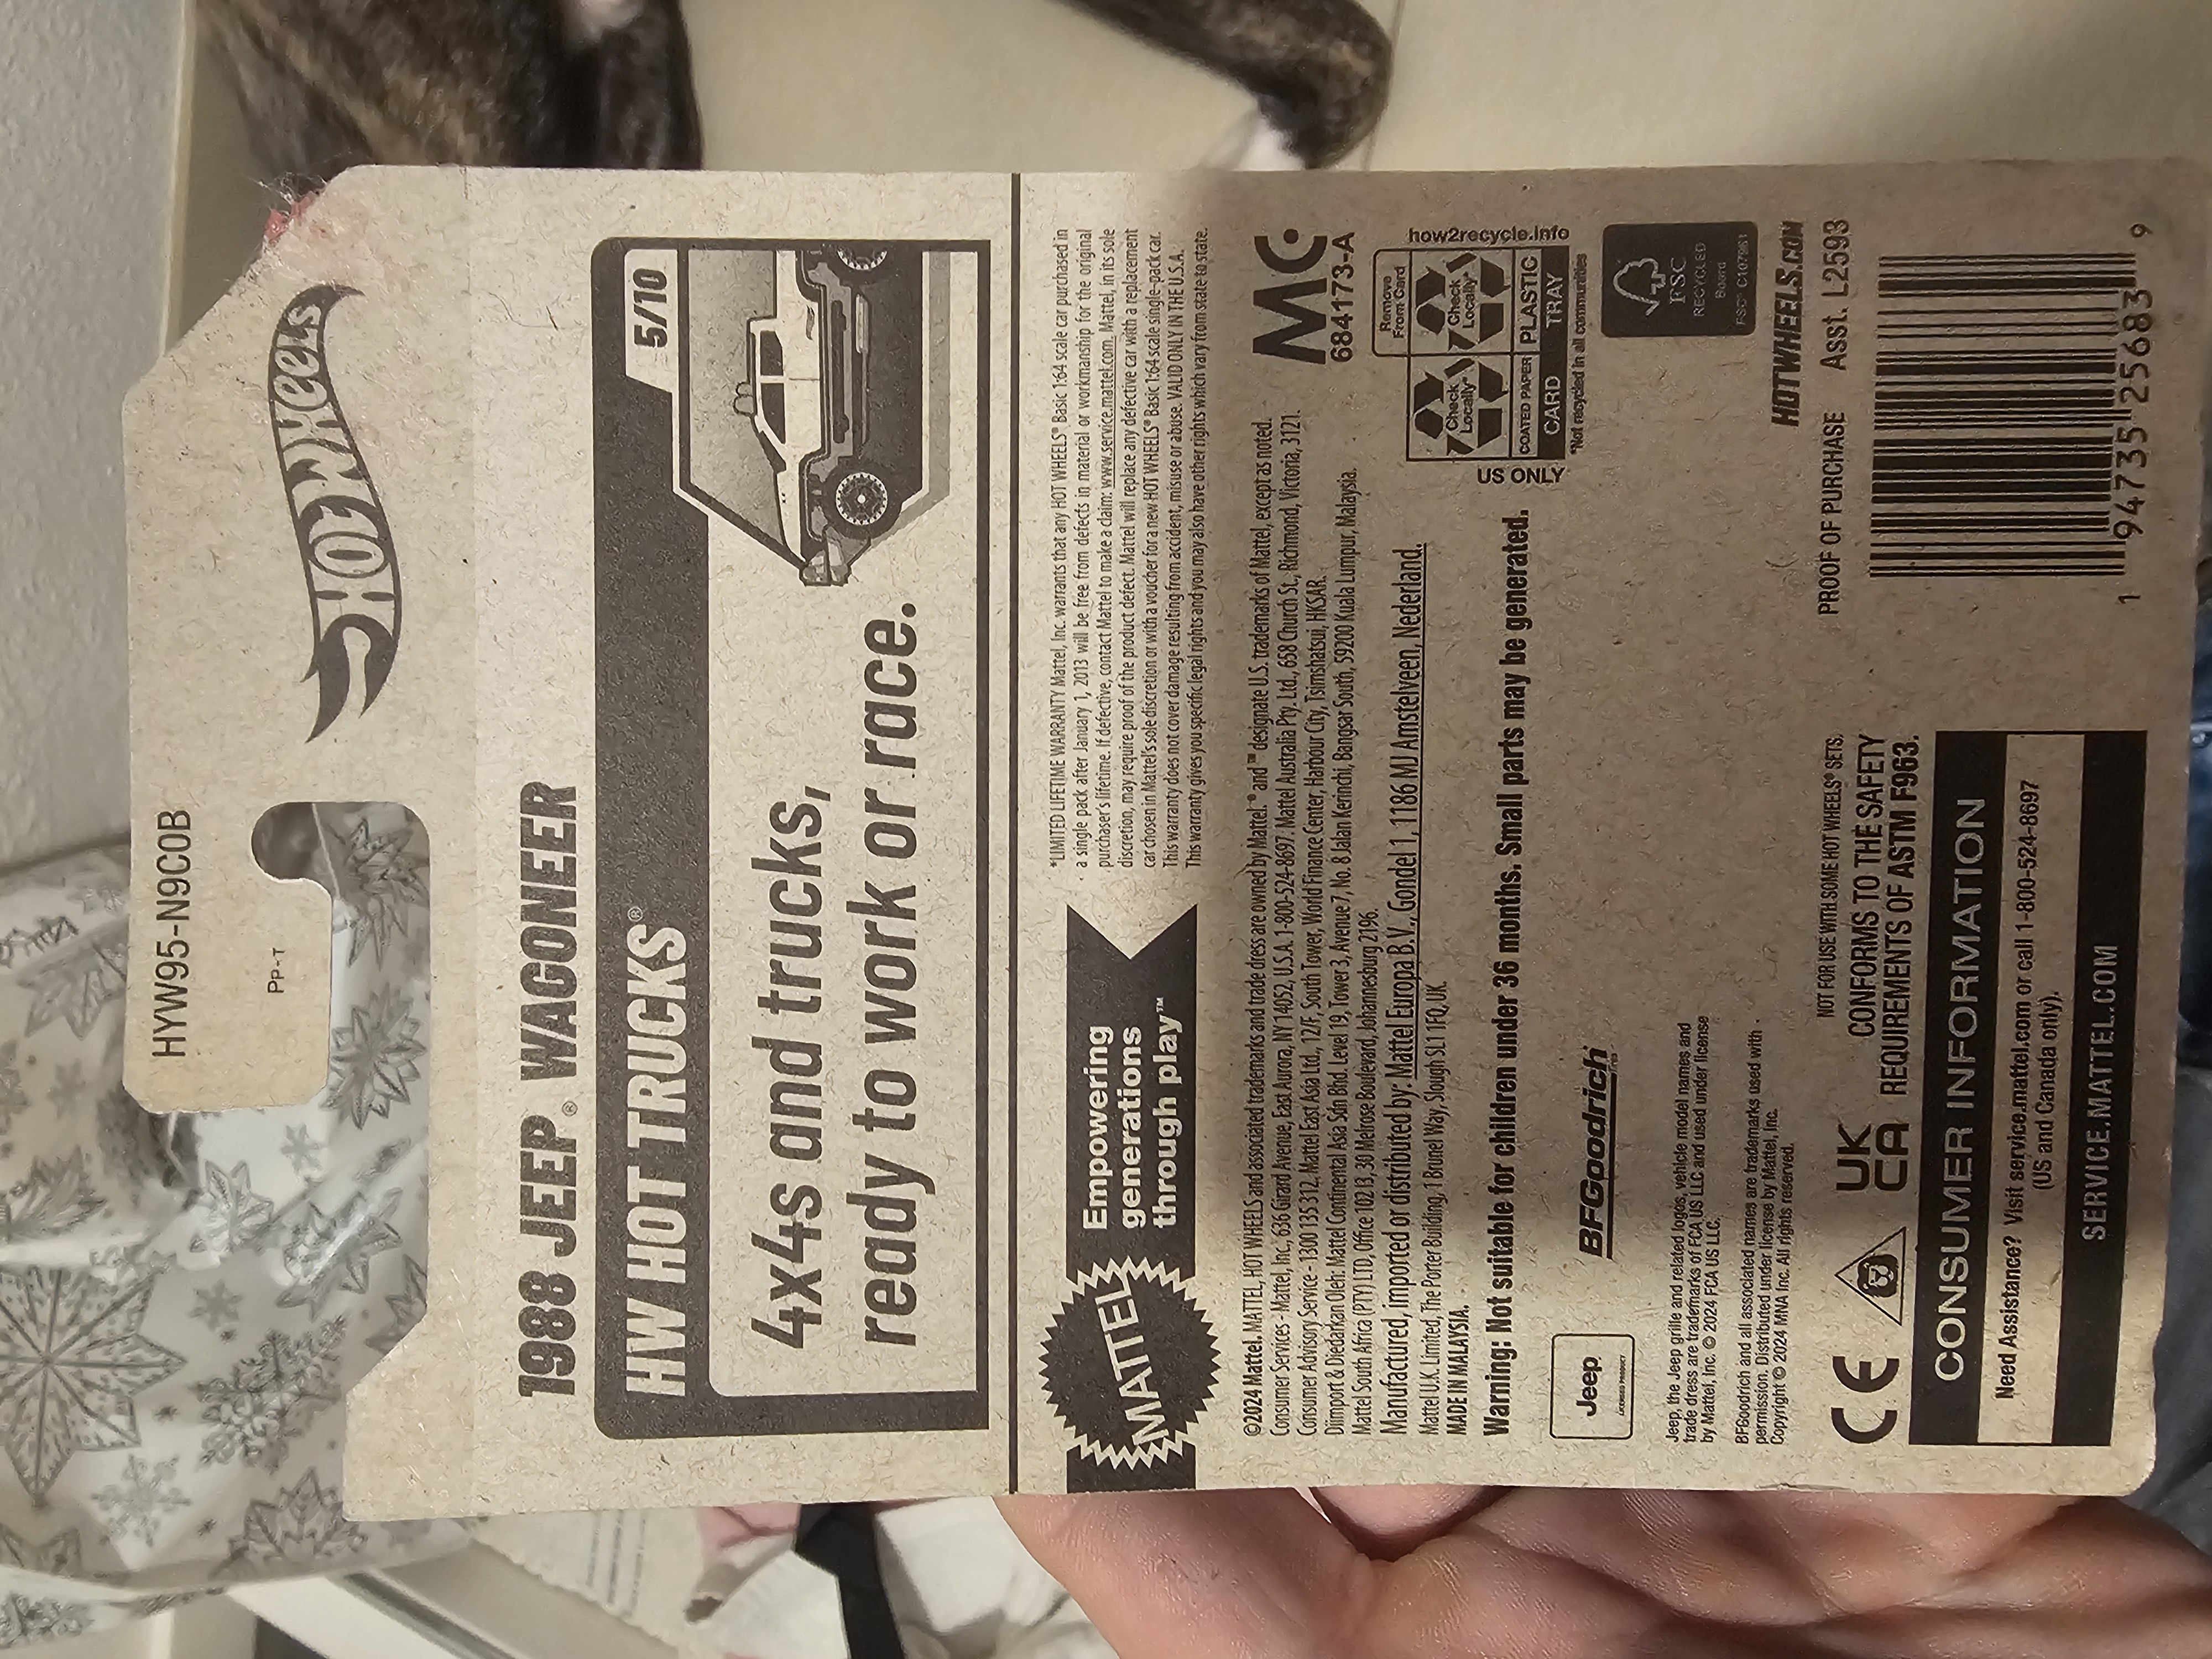 HYW95-N9C0B
PP-T
HOT WHEELS
1988 JEEP® WAGONEER
HW HOT TRUCKS®
5/10
4x4s and trucks,
ready to work or race.
MATTEL
Empowering
generations
through play™
*LIMITED LIFETIME WARRANTY Mattel, Inc. warrants that any HOT WHEELS® Basic 1:64 scale car purchased in
a single pack after January 1, 2013 will be free from defects in material or workmanship for the original
purchaser's lifetime. If defective, contact Mattel to make a claim: www.service.mattel.com. Mattel, in its sole
discretion, may require proof of the product defect. Mattel will replace any defective car with a replacement
car chosen in Mattel's sole discretion or with a voucher for a new HOT WHEELS® Basic 1:64 scale single-pack car.
This warranty does not cover damage resulting from accident, misuse or abuse. VALID ONLY IN THE U.S.A.
This warranty gives you specific legal rights and you may also have other rights which vary from state to state.
©2024 Mattel. MATTEL, HOT WHEELS and associated trademarks and trade dress are owned by Mattel. ® and ™ designate U.S. trademarks of Mattel, except as noted.
Consumer Services - Mattel, Inc., 636 Girard Avenue, East Aurora, NY 14052, U.S.A. 1-800-524-8697. Mattel Australia Pty. Ltd., 658 Church St., Richmond, Victoria, 3121.
Consumer Advisory Service - 1300 135 312. Mattel East Asia Ltd., 12/F, South Tower, World Finance Center, Harbour City, Tsimshatsui, HKSAR.
Diimport & Diedarkan Oleh: Mattel Continental Asia Sdn Bhd. Level 19, Tower 3, Avenue 7, No. 8 Jalan Kerinchi, Bangsar South, 59200 Kuala Lumpur, Malaysia.
Mattel South Africa (PTY) LTD, Office 102 I3, 30 Melrose Boulevard, Johannesburg 2196.
Manufactured, imported or distributed by: Mattel Europa B.V., Gondel 1, 1186 MJ Amstelveen, Nederland.
Mattel U.K. Limited, The Porter Building, 1 Brunel Way, Slough SL1 1FQ, UK.
MADE IN MALAYSIA.
Warning: Not suitable for children under 36 months. Small parts may be generated.
MC
6841 73-A
how2recycle.info
Remove
From Card
Check
Locally*
Check
Locally*
COATED PAPER
PLASTIC
CARD
TRAY
US ONLY
*Not recycled in all communities
FSC
RECYCLED
Board
FSC® C107961
Jeep
LICENSED PRODUCT
BFGoodrich
Jeep, the Jeep grille and related logos, vehicle model names and
trade dress are trademarks of FCA US LLC and used under license
by Mattel, Inc. © 2024 FCA US LLC.
BFGoodrich and all associated names are trademarks used with
permission. Distributed under license by Mattel, Inc.
Copyright © 2024 MNA Inc. All rights reserved.
HOTWHEELS.COM
PROOF OF PURCHASE Asst. L2593
1 94735 25683 9
CE
UK
CA
NOT FOR USE WITH SOME HOT WHEELS® SETS.
CONFORMS TO THE SAFETY
REQUIREMENTS OF ASTM F963.
CONSUMER INFORMATION
Need Assistance? Visit service.mattel.com or call 1-800-524-8697
(US and Canada only).
SERVICE.MATTEL.COM